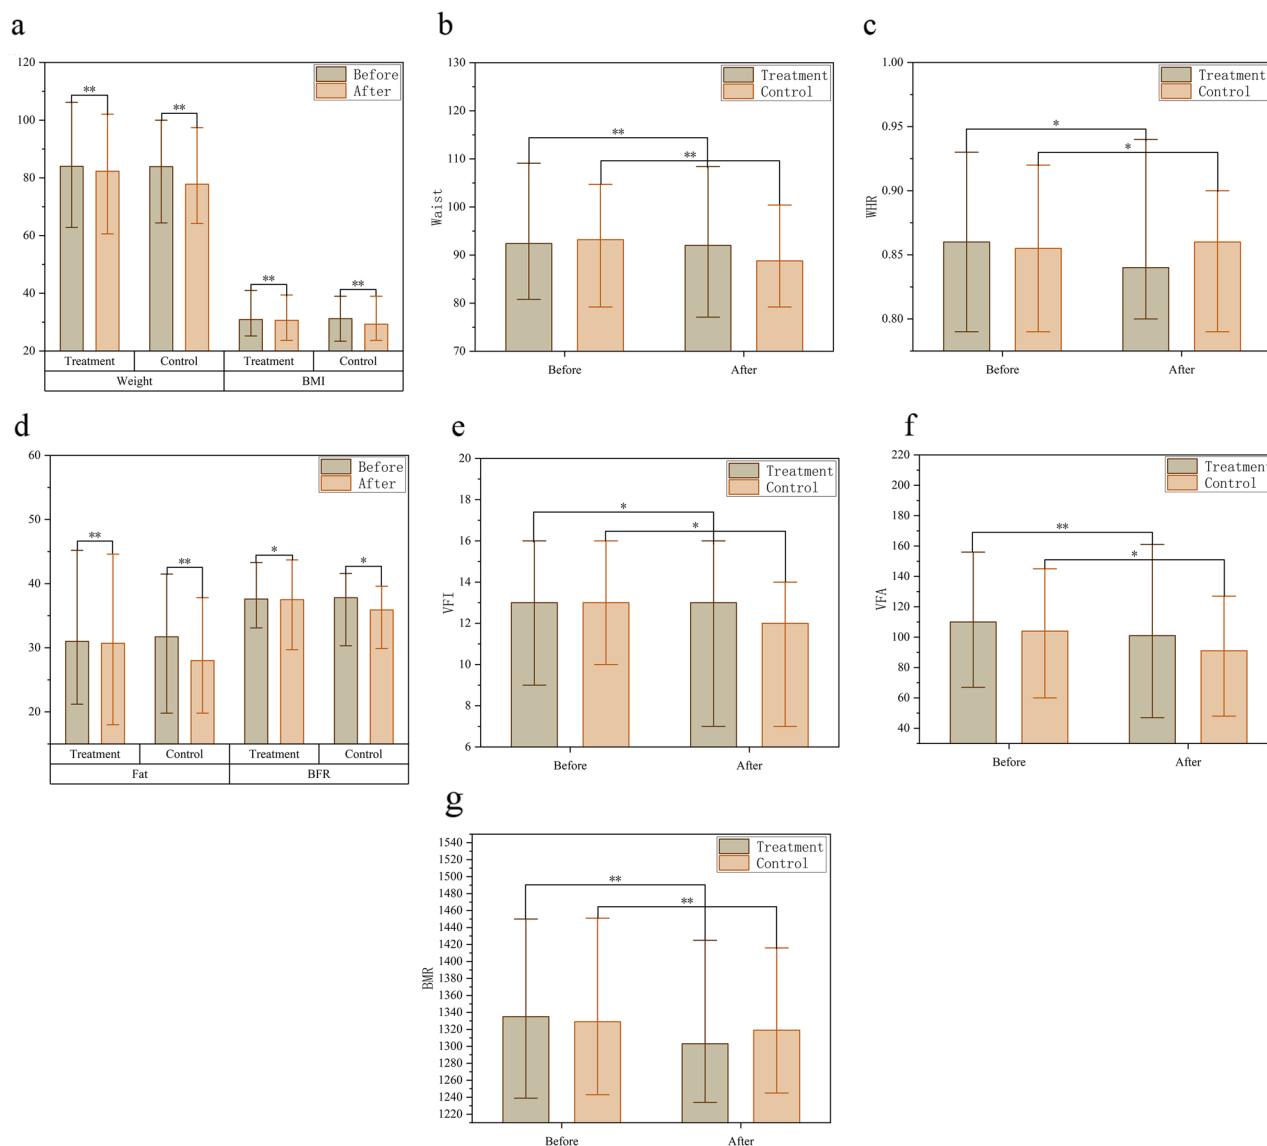 a
120
100
80
60
40
20
Before
After
**
**
**
**
Treatment Control Treatment Control
Weight BMI
b
130
120
110
100
90
80
70
Waist
Treatment
Control
**
**
Before After
c
1.00
0.95
0.90
0.85
0.80
WHR
Treatment
Control
*
*
Before After
d
60
50
40
30
20
Before
After
**
**
*
*
Treatment Control Treatment Control
Fat BFR
e
20
18
16
14
12
10
8
6
VFI
Treatment
Control
*
*
Before After
f
220
200
180
160
140
120
100
80
60
40
VFA
Treatment
Control
**
*
Before After
g
1540
1520
1500
1480
1460
1440
1420
1400
1380
1360
1340
1320
1300
1280
1260
1240
1220
BMR
Treatment
Control
**
**
Before After